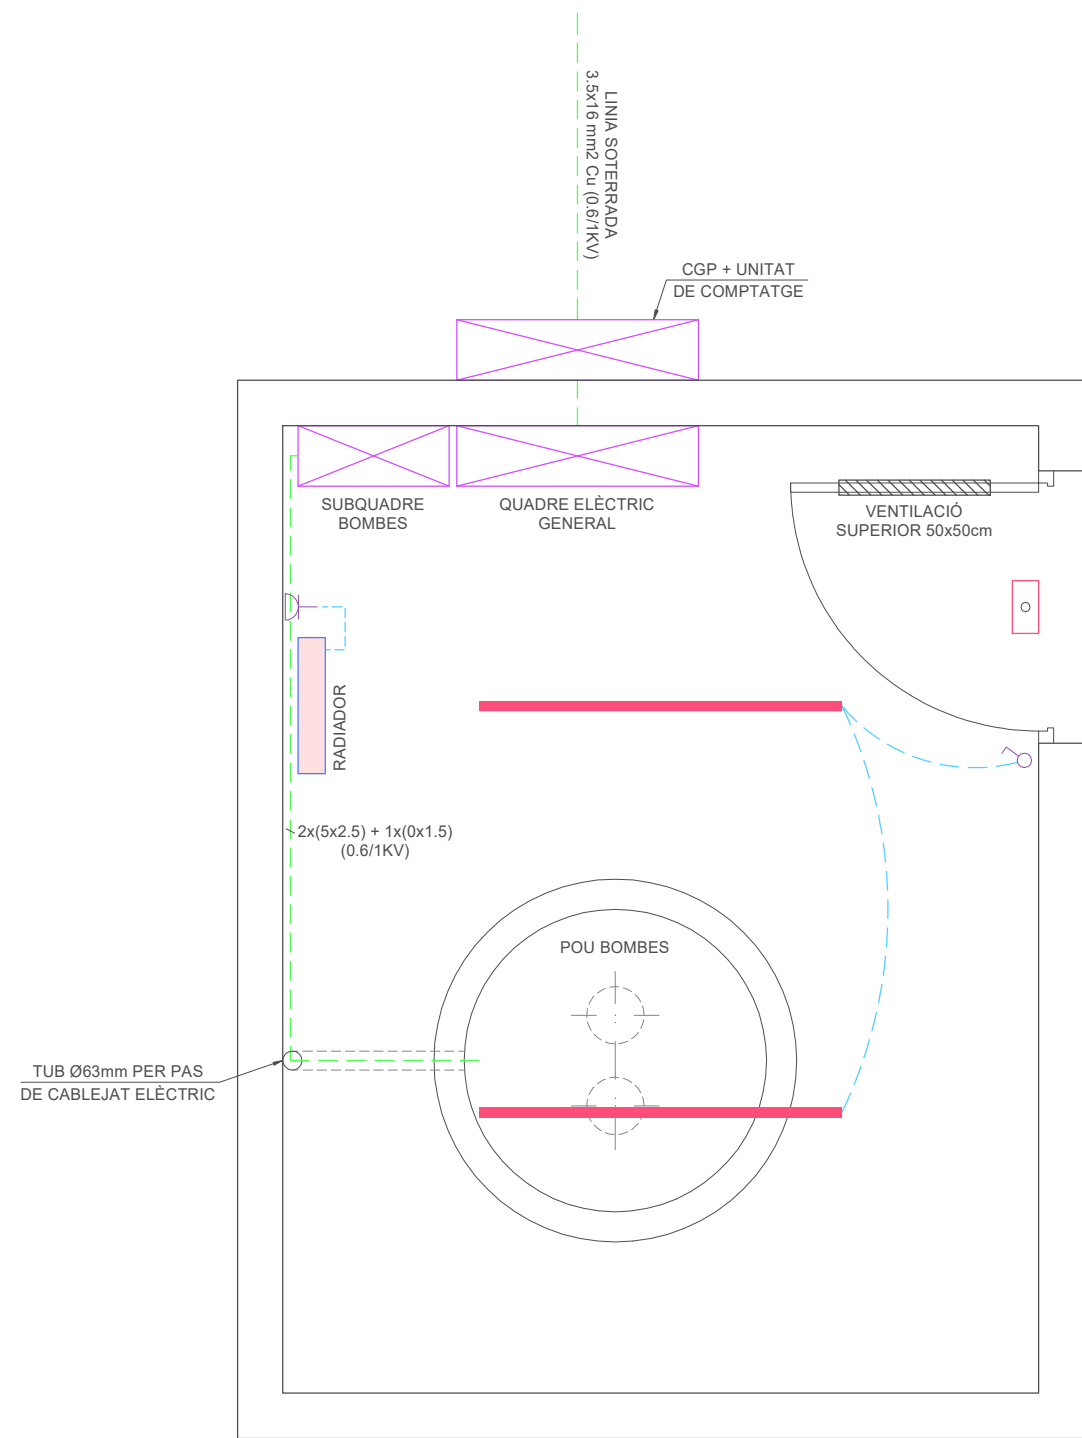 LINIA SOTERRADA
3.5x16 mm2 Cu (0.6/1KV)
CGP + UNITAT
DE COMPTATGE
SUBQUADRE
BOMBES
QUADRE ELÈCTRIC
GENERAL
VENTILACIÓ
SUPERIOR 50x50cm
RADIADOR
2x(5x2.5) + 1x(0x1.5)
(0.6/1KV)
POU BOMBES
TUB Ø63mm PER PAS
DE CABLEJAT ELÈCTRIC